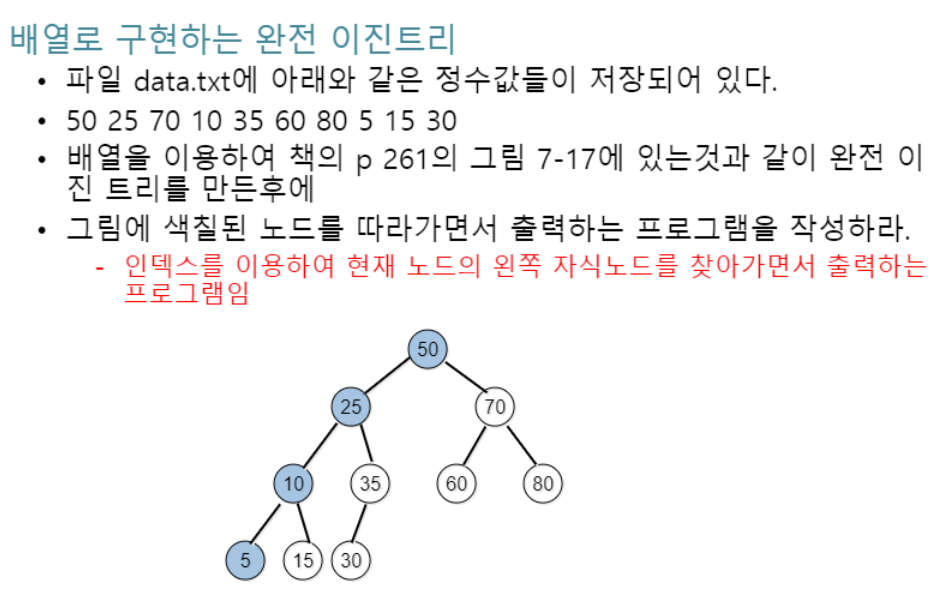 배열로 구현하는 완전 이진트리
• 파일 data.txt에 아래와 같은 정수값들이 저장되어 있다.
• 50 25 70 10 35 60 80 5 15 30
• 배열을 이용하여 책의 p 261의 그림 7-17에 있는것과 같이 완전 이
진 트리를 만든후에
• 그림에 색칠된 노드를 따라가면서 출력하는 프로그램을 작성하라.
- 인덱스를 이용하여 현재 노드의 왼쪽 자식노드를 찾아가면서 출력하는
프로그램임
50
25 70
10 35 60 80
5 15 30